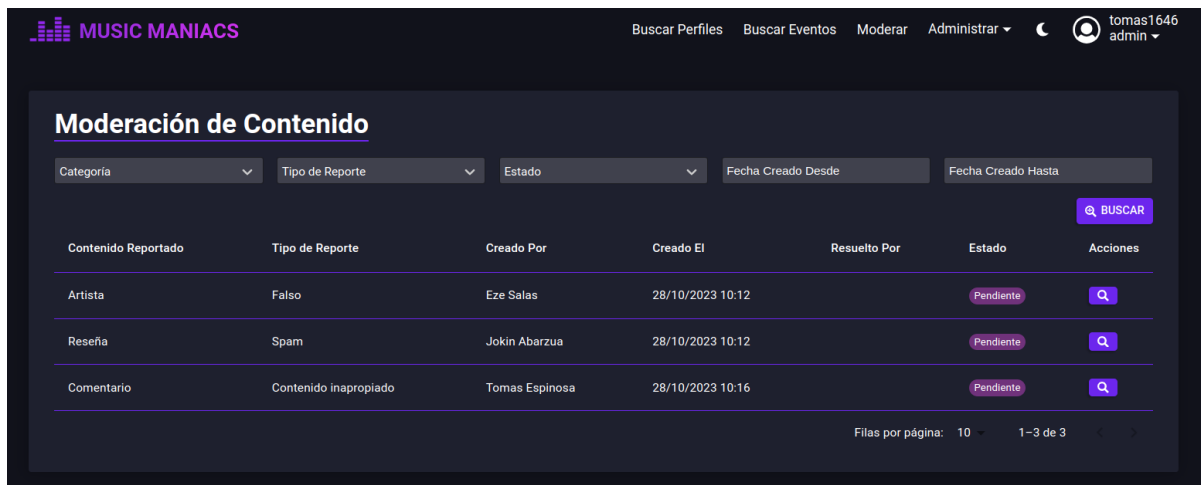 MUSIC MANIACS
Buscar Perfiles Buscar Eventos Moderar Administrar tomas1646
admin
Moderación de Contenido
Categoría Tipo de Reporte Estado Fecha Creado Desde Fecha Creado Hasta
BUSCAR
Contenido Reportado Tipo de Reporte Creado Por Creado El Resuelto Por Estado Acciones
Artista Falso Eze Salas 28/10/2023 10:12 Pendiente
Reseña Spam Jokin Abarzua 28/10/2023 10:12 Pendiente
Comentario Contenido inapropiado Tomas Espinosa 28/10/2023 10:16 Pendiente
Filas por página: 10 1–3 de 3